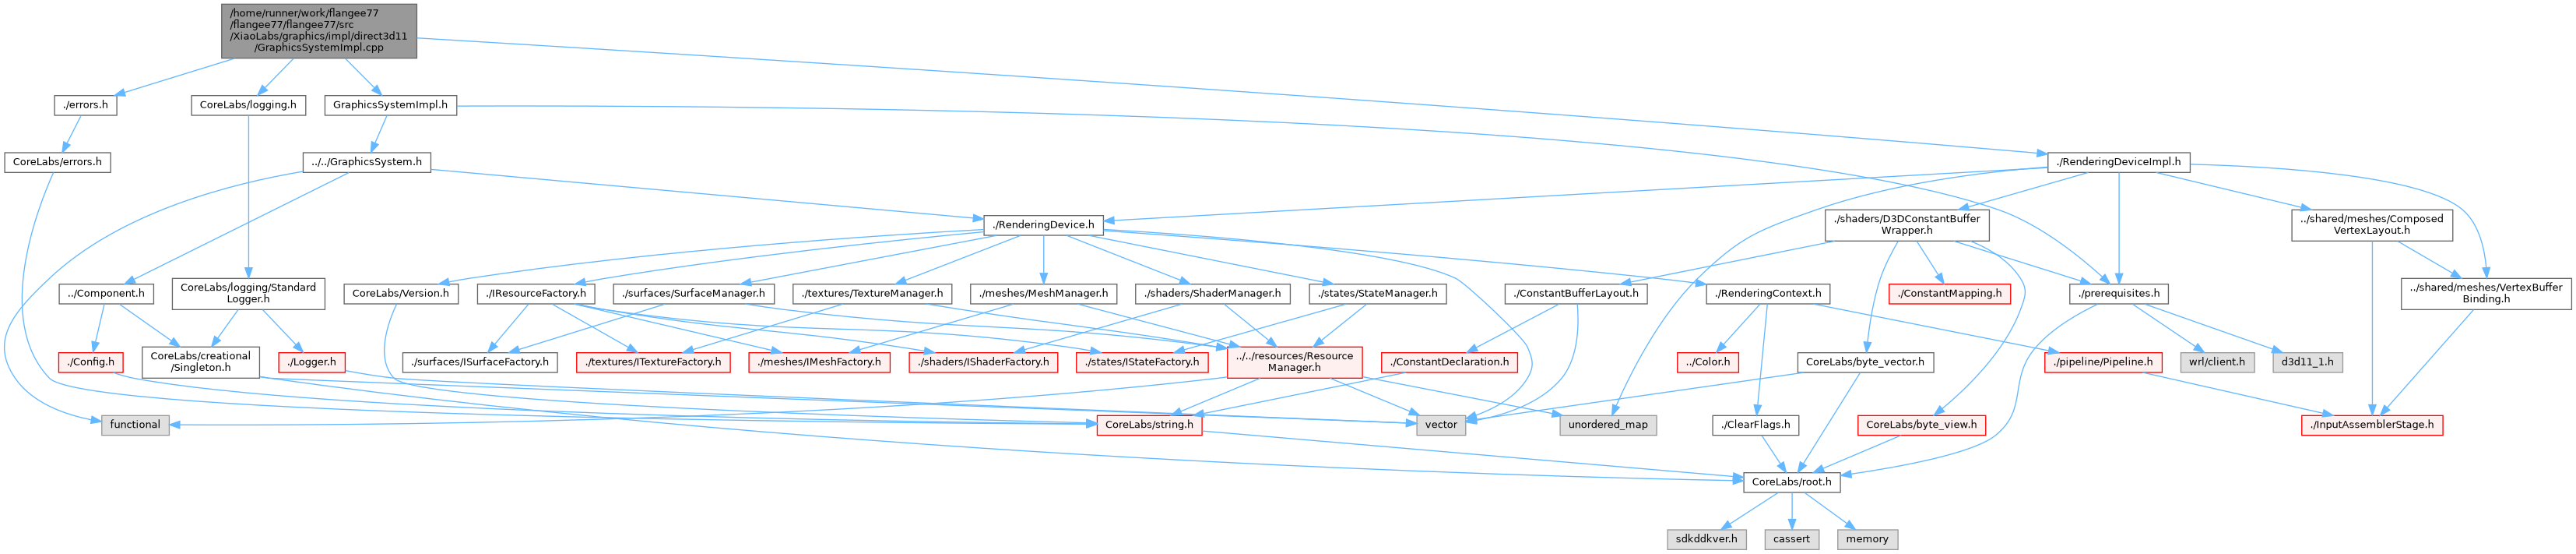 /home/runner/work/flangee77
/flangee77/flangee77/src
/XiaoLabs/graphics/impl/direct3d11
/GraphicsSystemImpl.cpp
./errors.h
CoreLabs/logging.h
GraphicsSystemImpl.h
CoreLabs/errors.h
../../GraphicsSystem.h
./RenderingDeviceImpl.h
./RenderingDevice.h
./shaders/D3DConstantBuffer
Wrapper.h
../shared/meshes/Composed
VertexLayout.h
../Component.h
CoreLabs/logging/Standard
Logger.h
CoreLabs/Version.h
./IResourceFactory.h
./surfaces/SurfaceManager.h
./textures/TextureManager.h
./meshes/MeshManager.h
./shaders/ShaderManager.h
./states/StateManager.h
./ConstantBufferLayout.h
./RenderingContext.h
./ConstantMapping.h
./prerequisites.h
../shared/meshes/VertexBuffer
Binding.h
./Config.h
CoreLabs/creational
/Singleton.h
./Logger.h
./surfaces/ISurfaceFactory.h
./textures/ITextureFactory.h
./meshes/IMeshFactory.h
./shaders/IShaderFactory.h
./states/IStateFactory.h
../../resources/Resource
Manager.h
./ConstantDeclaration.h
../Color.h
CoreLabs/byte_vector.h
./pipeline/Pipeline.h
wrl/client.h
d3d11_1.h
functional
CoreLabs/string.h
vector
unordered_map
./ClearFlags.h
CoreLabs/byte_view.h
./InputAssemblerStage.h
CoreLabs/root.h
sdkddkver.h
cassert
memory